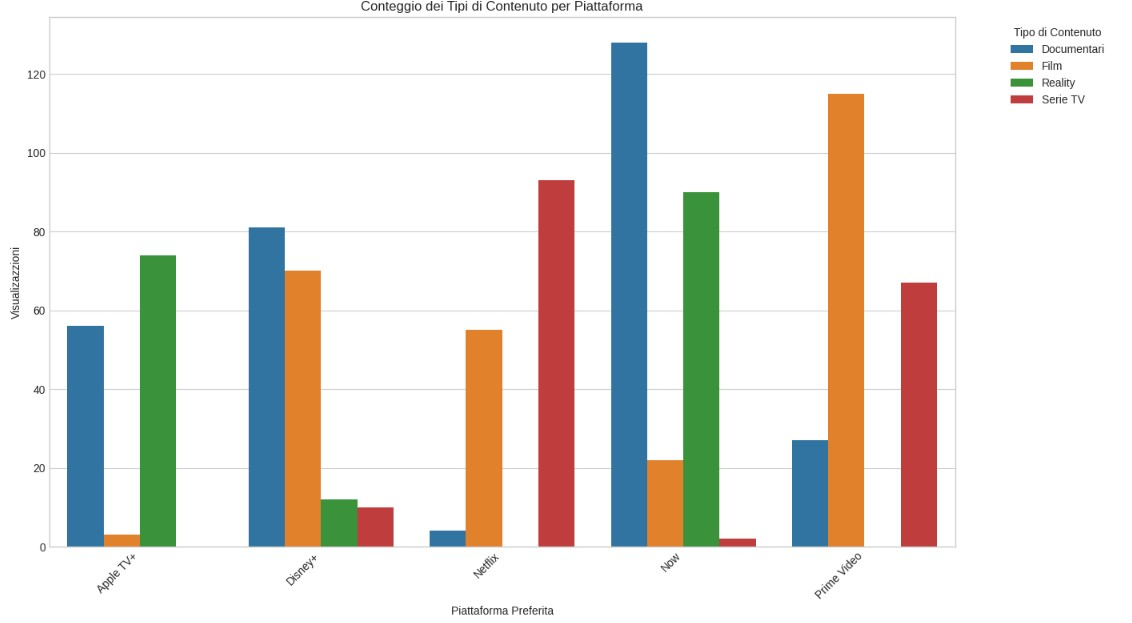 Conteggio dei Tipi di Contenuto per Piattaforma
Tipo di Contenuto
Documentari
Film
Reality
Serie TV
Visualizazzioni
120
100
80
60
40
20
0
Apple TV+
Disney+
Netflix
Now
Prime Video
Piattaforma Preferita